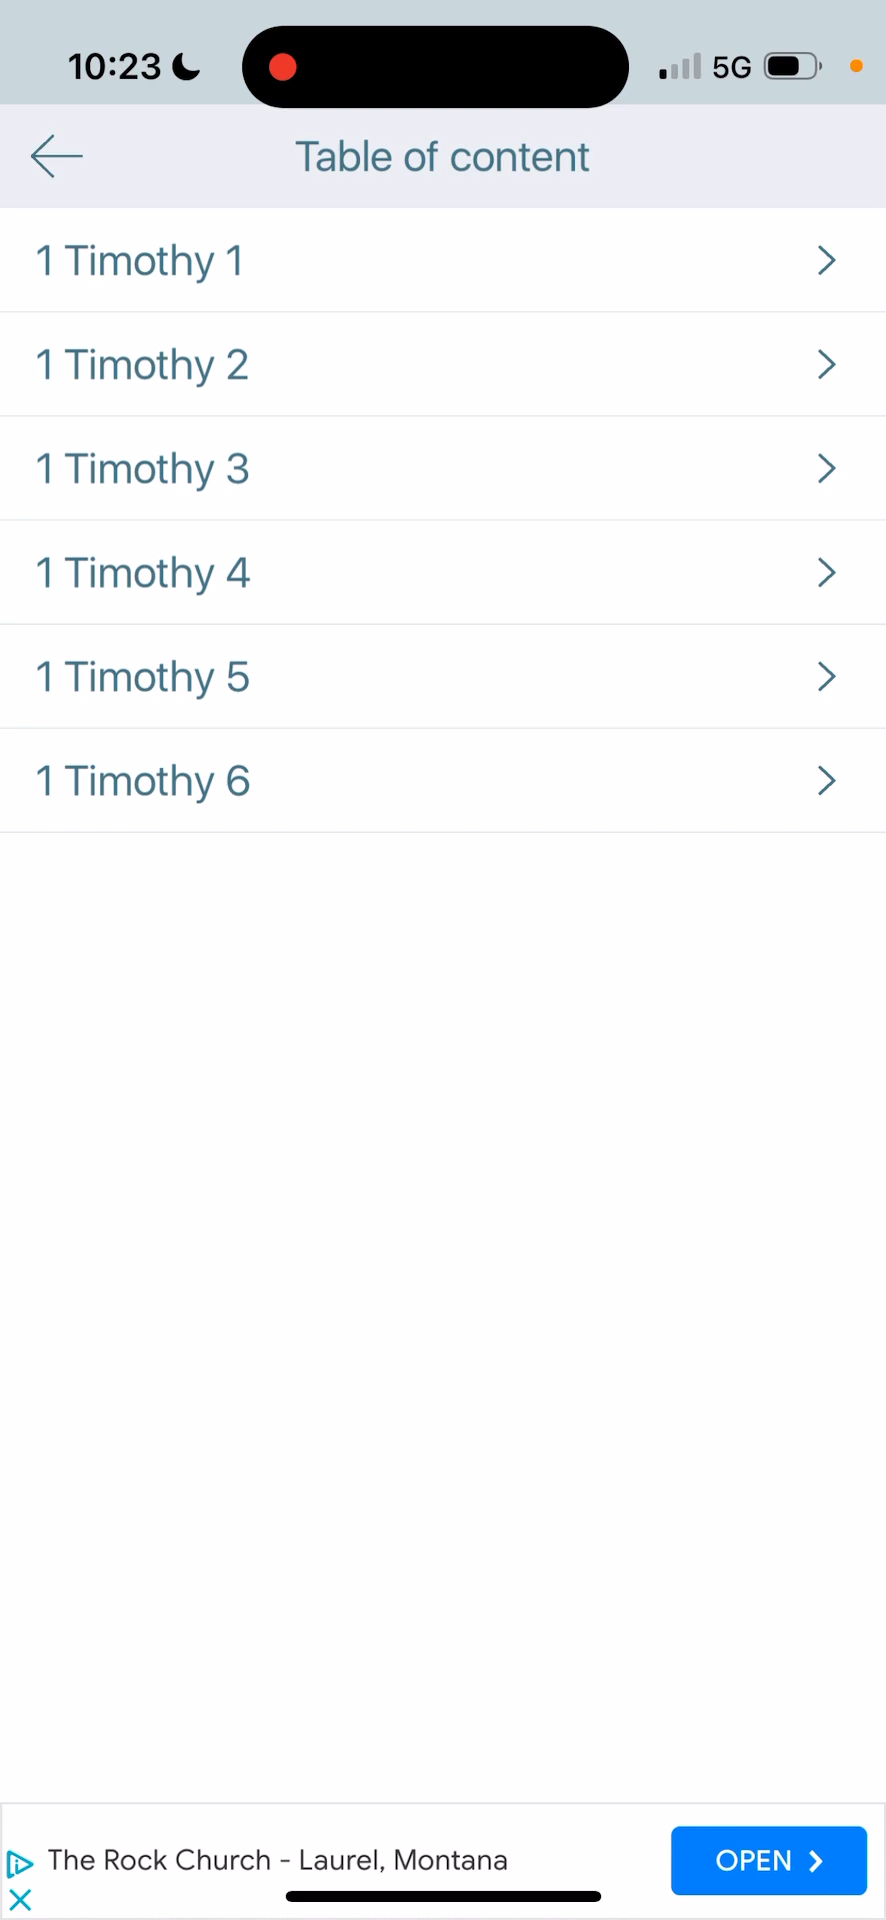 10:23
5G
Table of content
1 Timothy 1
1 Timothy 2
1 Timothy 3
1 Timothy 4
1 Timothy 5
1 Timothy 6
The Rock Church - Laurel, Montana
OPEN